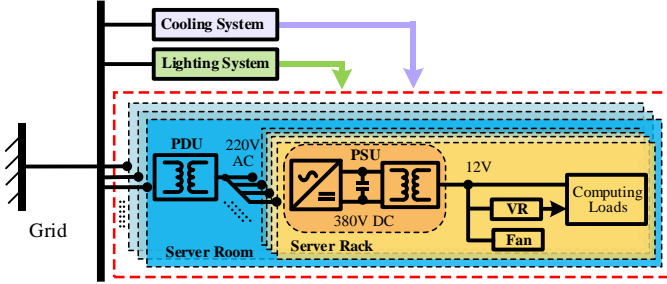 Cooling System
Lighting System
PDU
220V
AC
PSU
12V
Computing
Loads
VR
380V DC
Grid
Server Room
Server Rack
Fan